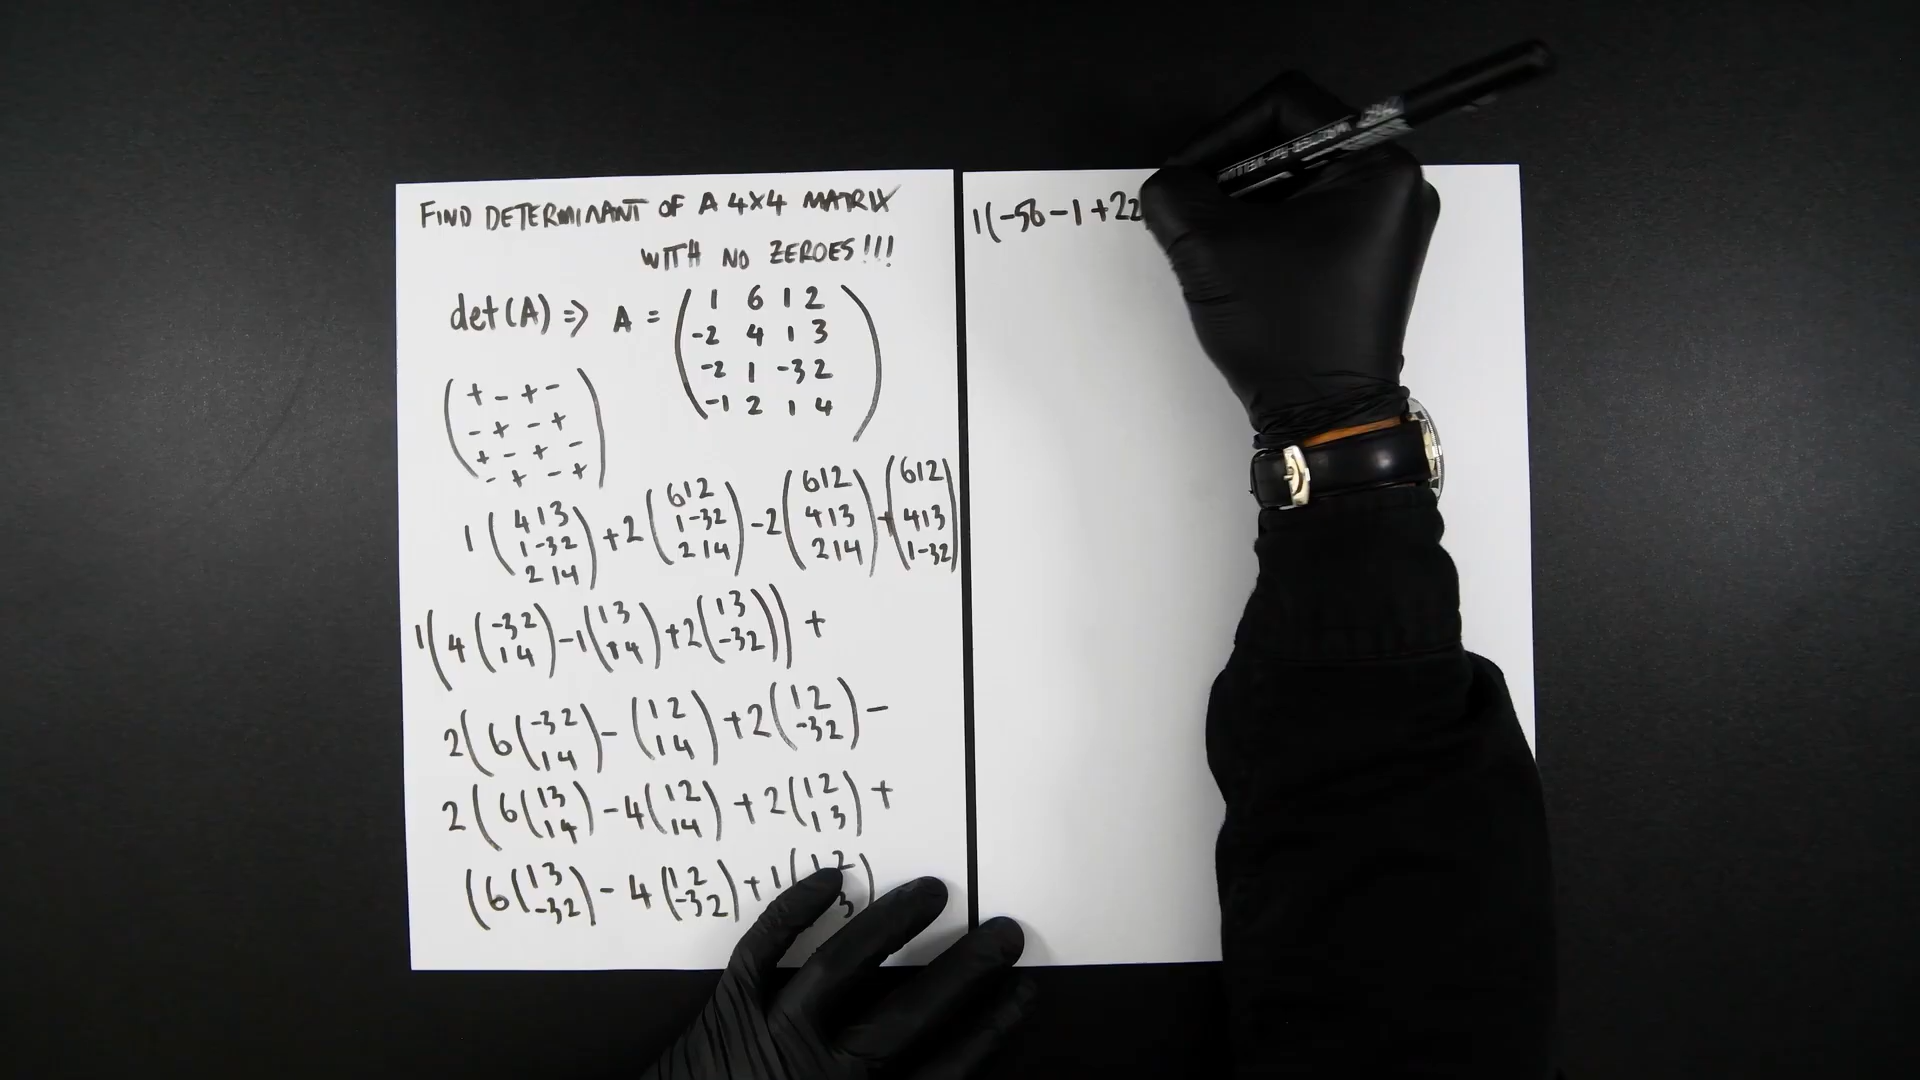 FIND DETERMINANT OF A 4X4 MATRIX
WITH NO ZEROES!!!
det(A) => A = ( 1 6 1 2
-2 4 1 3
-2 1 -3 2
-1 2 1 4 )
( + - + -
- + - +
+ - + -
- + - + )
1 ( 4 1 3
1 -3 2
2 1 4 ) +2 ( 6 1 2
1 -3 2
2 1 4 ) -2 ( 6 1 2
4 1 3
2 1 4 ) + ( 6 1 2
4 1 3
1 -3 2 )
1( 4 ( -3 2
1 4 ) -1 ( 1 3
1 4 ) +2 ( 1 3
-3 2 ) ) +
2( 6 ( -3 2
1 4 ) - ( 1 2
1 4 ) +2 ( 1 2
-3 2 ) -
2( 6 ( 1 3
1 4 ) -4 ( 1 2
1 4 ) +2 ( 1 2
1 3 ) +
( 6 ( 1 3
-3 2 ) -4 ( 1 2
-3 2 ) +1 ( 1 2
3 )
1(-56-1+22